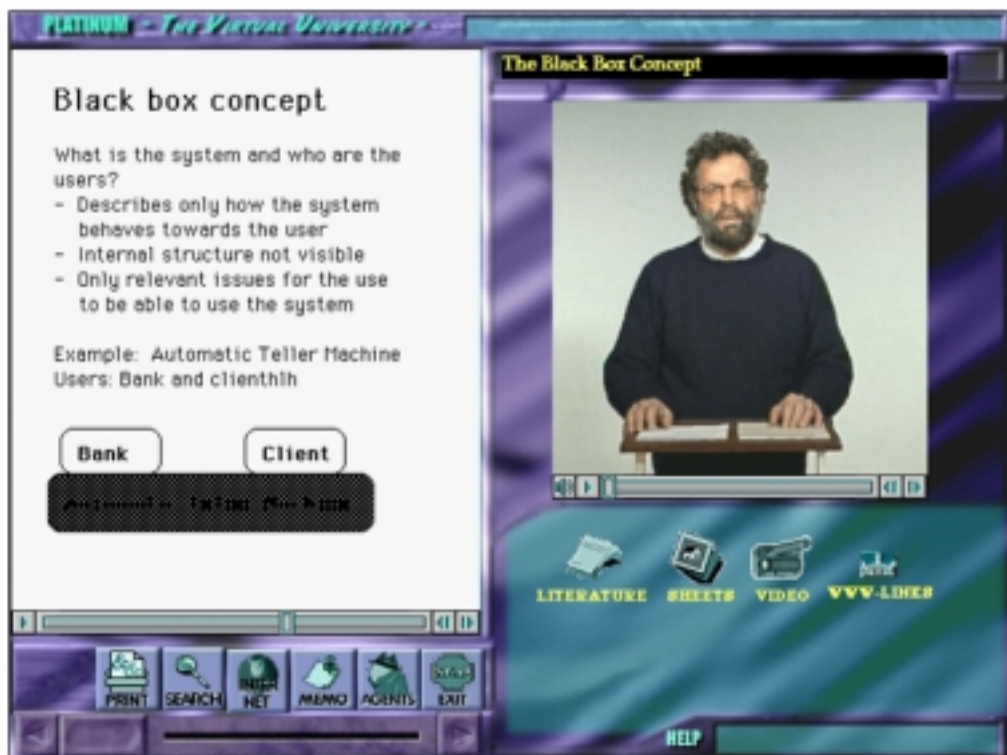 PLATINUM - THE VIRTUAL UNIVERSITY -
The Black Box Concept
Black box concept
What is the system and who are the
users?
- Describes only how the system
behaves towards the user
- Internal structure not visible
- Only relevant issues for the use
to be able to use the system
Example: Automatic Teller Machine
Users: Bank and clienthlh
Bank
Client
LITERATURE
SHEETS
VIDEO
WWW-LINKS
PRINT
SEARCH
INTER
NET
MEMO
AGENTS
EXIT
HELP